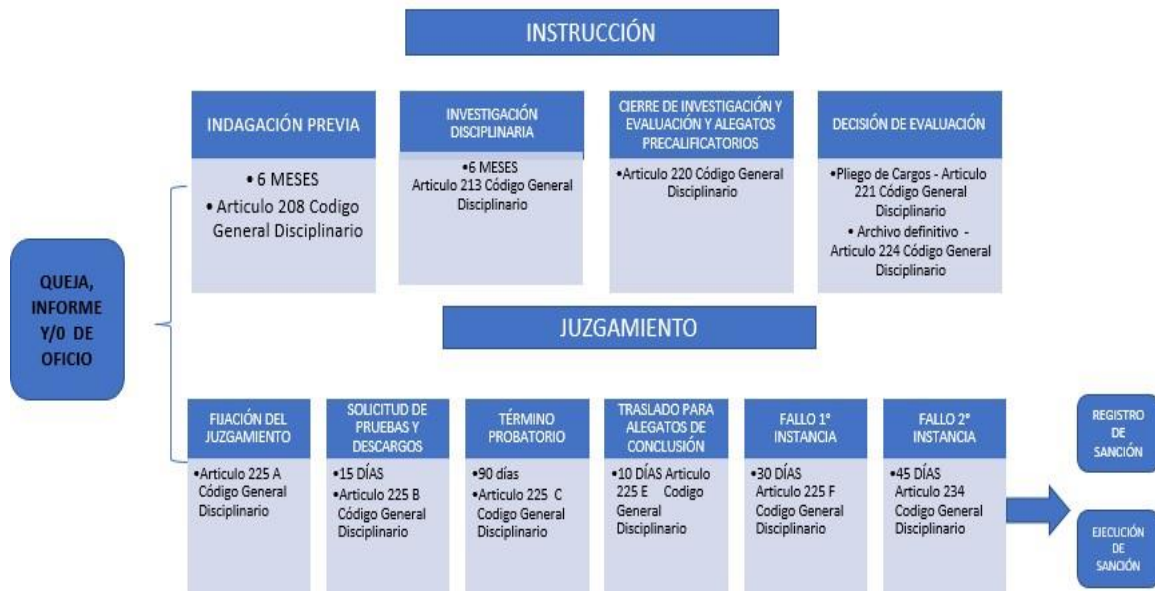 INSTRUCCIÓN
INDAGACIÓN PREVIA
• 6 MESES
• Articulo 208 Codigo
General Disciplinario
INVESTIGACIÓN
DISCIPLINARIA
•6 MESES
Articulo 213 Código General
Disciplinario
CIERRE DE INVESTIGACIÓN Y
EVALUACIÓN Y ALEGATOS
PRECALIFICATORIOS
•Articulo 220 Código General
Disciplinario
DECISIÓN DE EVALUACIÓN
•Pliego de Cargos - Articulo
221 Código General
Disciplinario
• Archivo definitivo -
Articulo 224 Código General
Disciplinario
QUEJA,
INFORME
Y/0 DE
OFICIO
JUZGAMIENTO
FIJACIÓN DEL
JUZGAMIENTO
•Articulo 225 A
Código General
Disciplinario
SOLICITUD DE
PRUEBAS Y
DESCARGOS
•15 DÍAS
•Articulo 225 B
Código General
Disciplinario
TÉRMINO
PROBATORIO
•90 días
•Articulo 225 C
Codigo General
Disciplinario
TRASLADO PARA
ALEGATOS DE
CONCLUSIÓN
•10 DÍAS Articulo
225 E Codigo
General
Disciplinario
FALLO 1°
INSTANCIA
•30 DÍAS
Articulo 225 F
Codigo General
Disciplinario
FALLO 2°
INSTANCIA
•45 DÍAS
Articulo 234
Codigo General
Disciplinario
REGISTRO
DE
SANCIÓN
EJECUCIÓN
DE
SANCIÓN